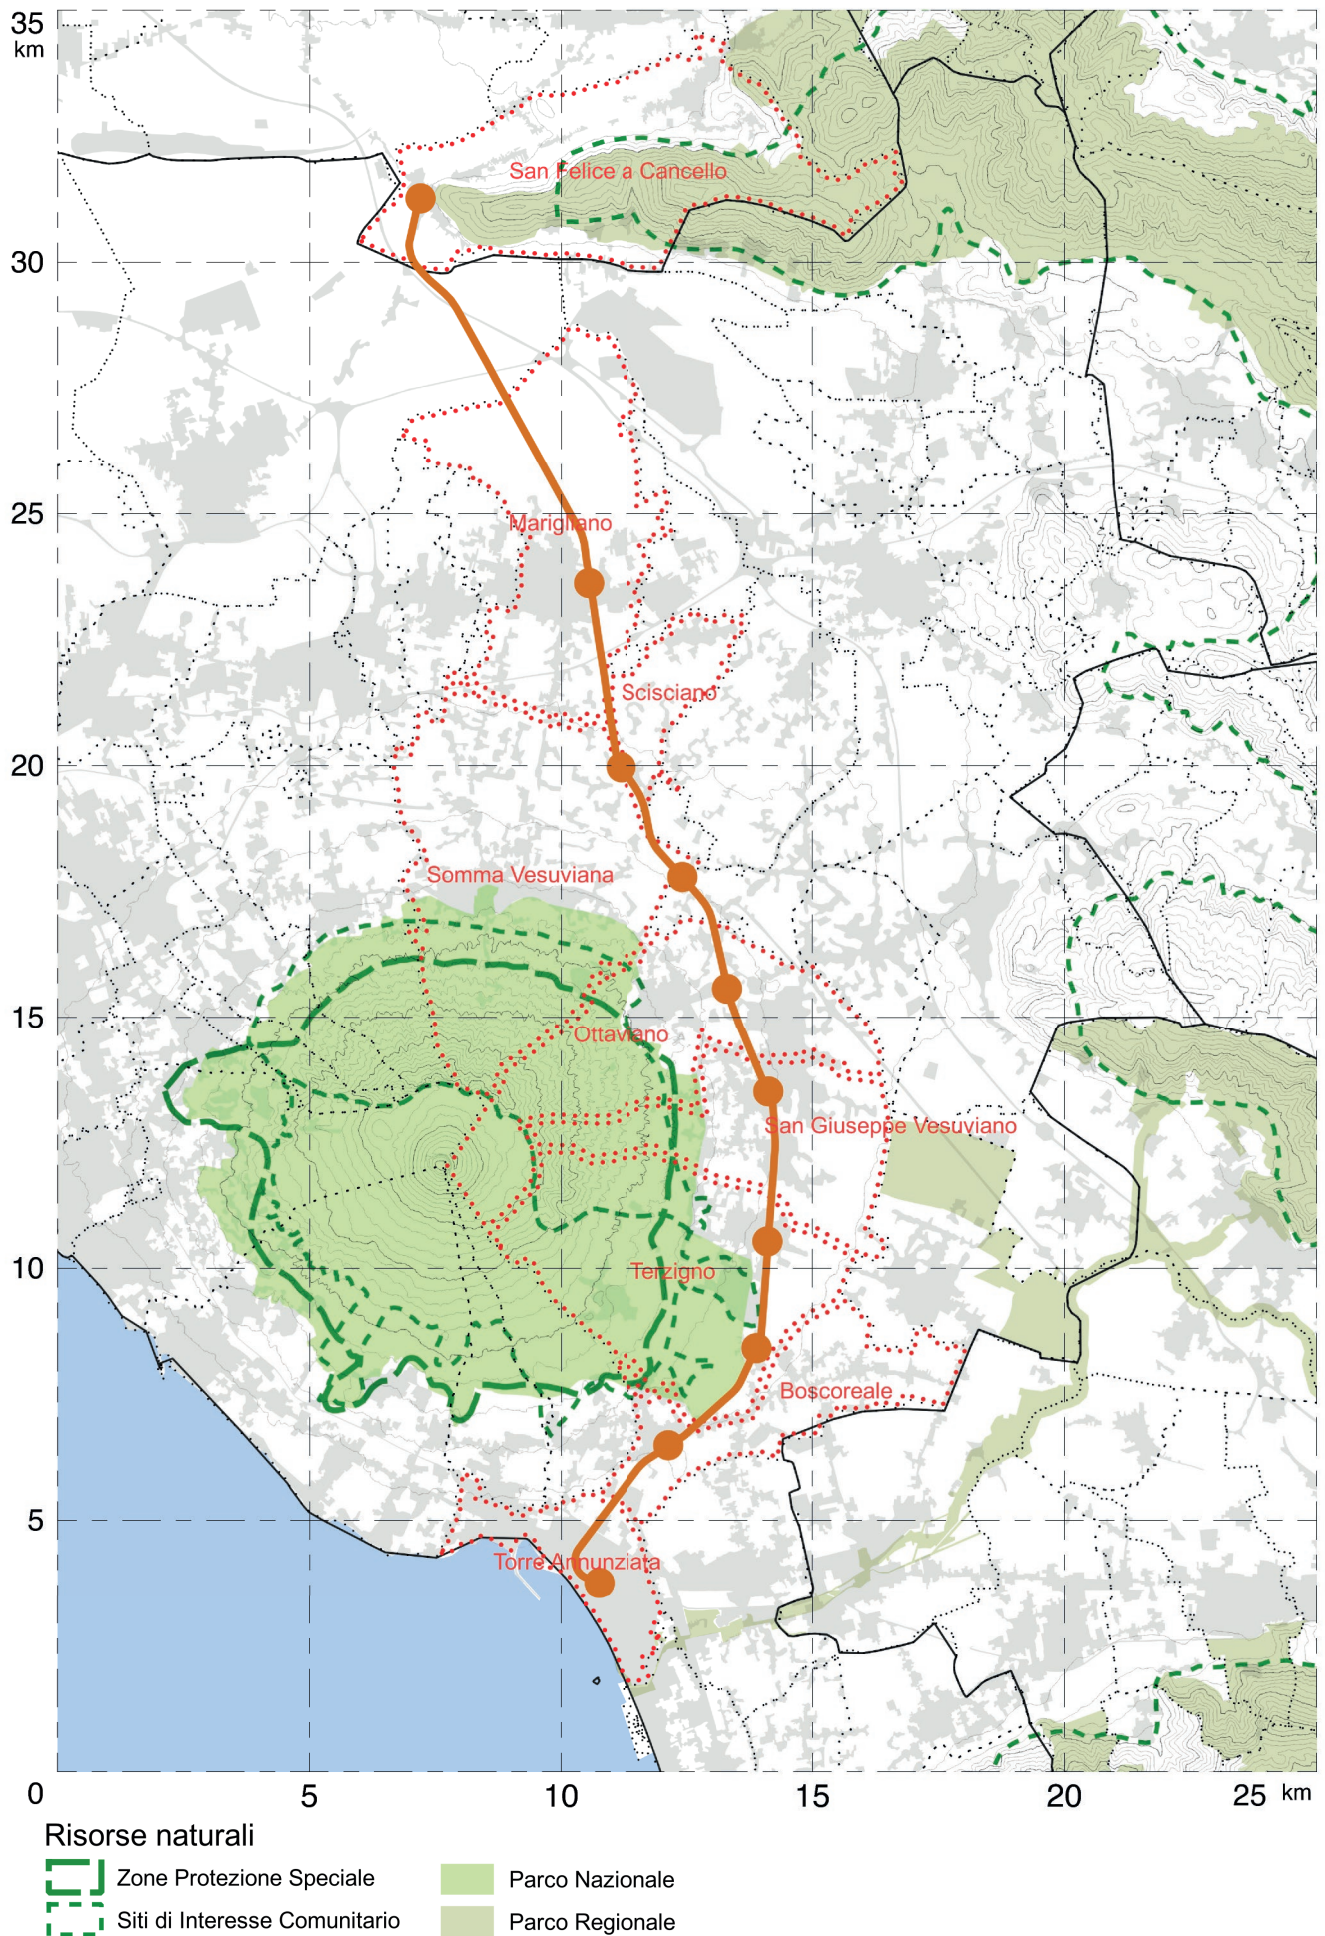 35
km
San Felice a Cancello
30
25
Marigliano
Scisciano
20
Somma Vesuviana
15
Ottaviano
San Giuseppe Vesuviano
10
Terzigno
Boscoreale
5
Torre Annunziata
0 5 10 15 20 25 km
Risorse naturali
Zone Protezione Speciale
Parco Nazionale
Siti di Interesse Comunitario
Parco Regionale